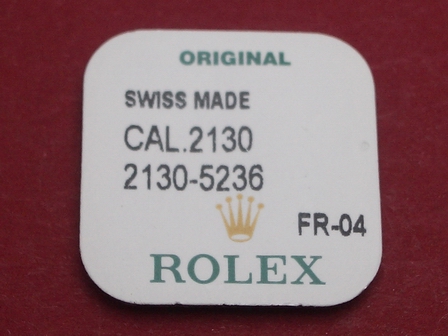 ORIGINAL
SWISS MADE
CAL.2130
2130-5236
FR-04
ROLEX